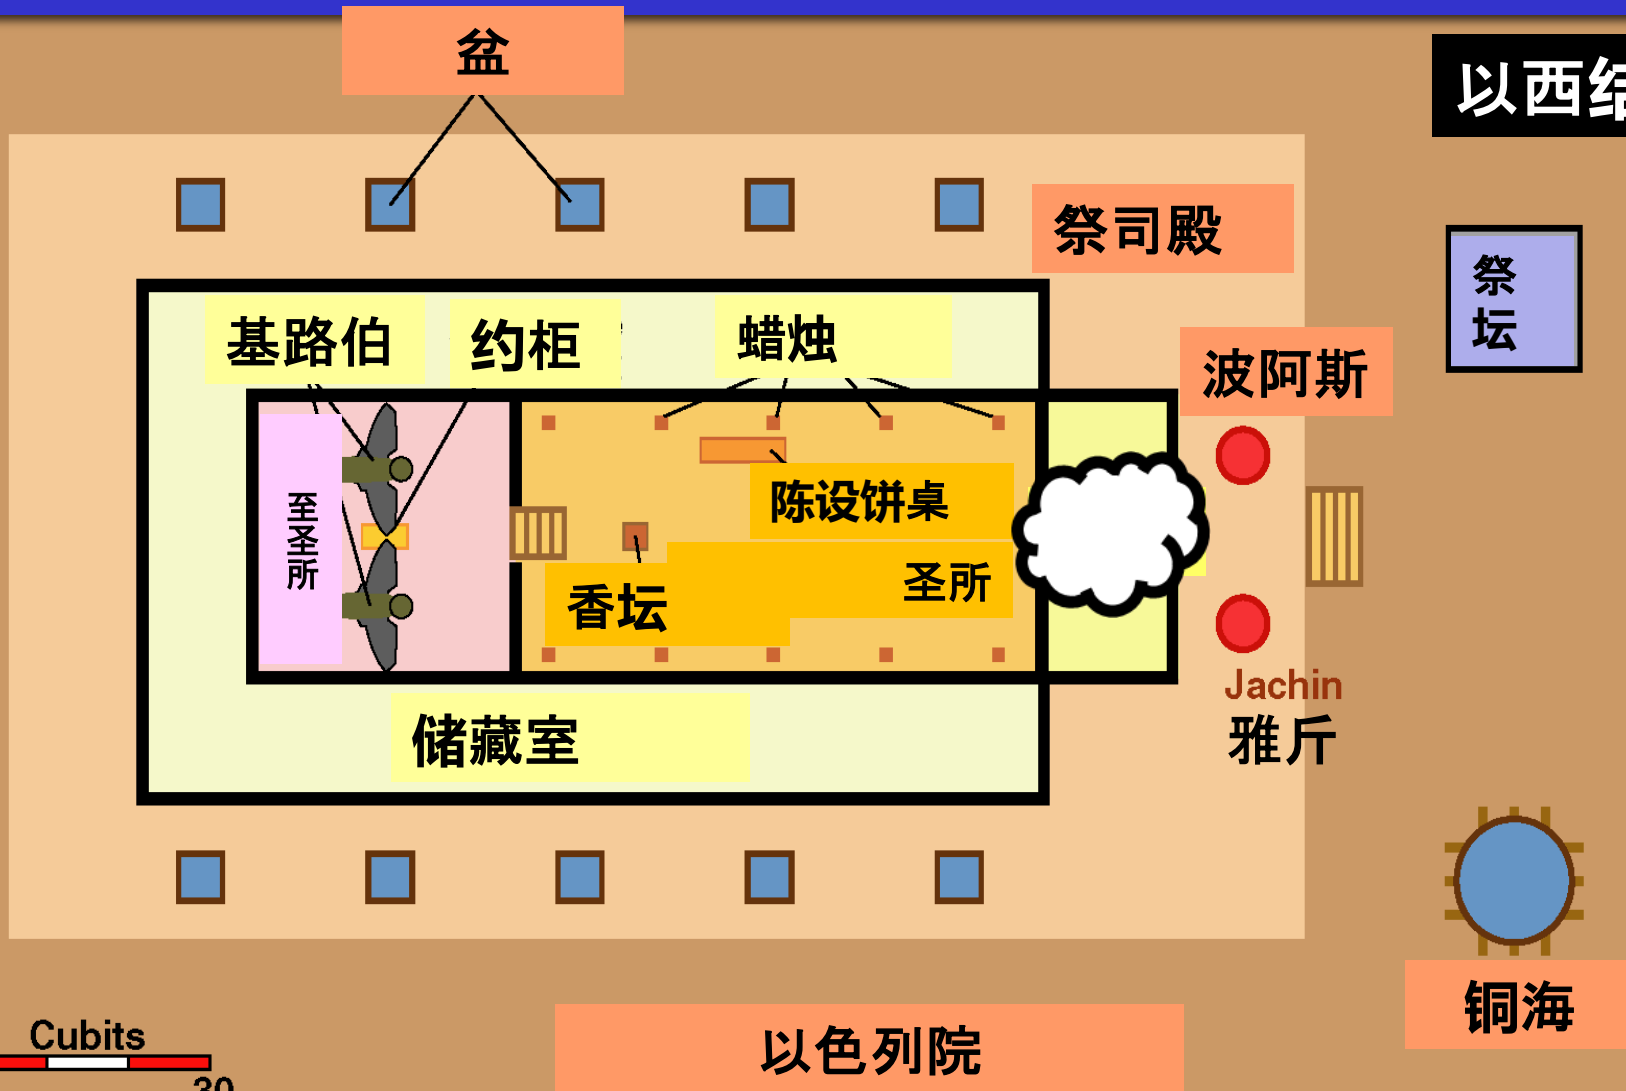 盆
以西结
祭司殿
祭
坛
基路伯
约柜
蜡烛
波阿斯
至圣所
陈设饼桌
圣所
香坛
Jachin
雅斤
储藏室
铜海
Cubits
30
以色列院